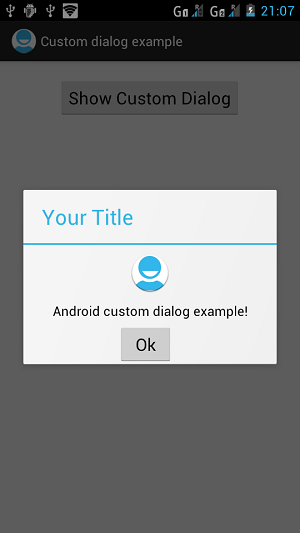 G G 21:07
Custom dialog example
Show Custom Dialog
Your Title
Android custom dialog example!
Ok